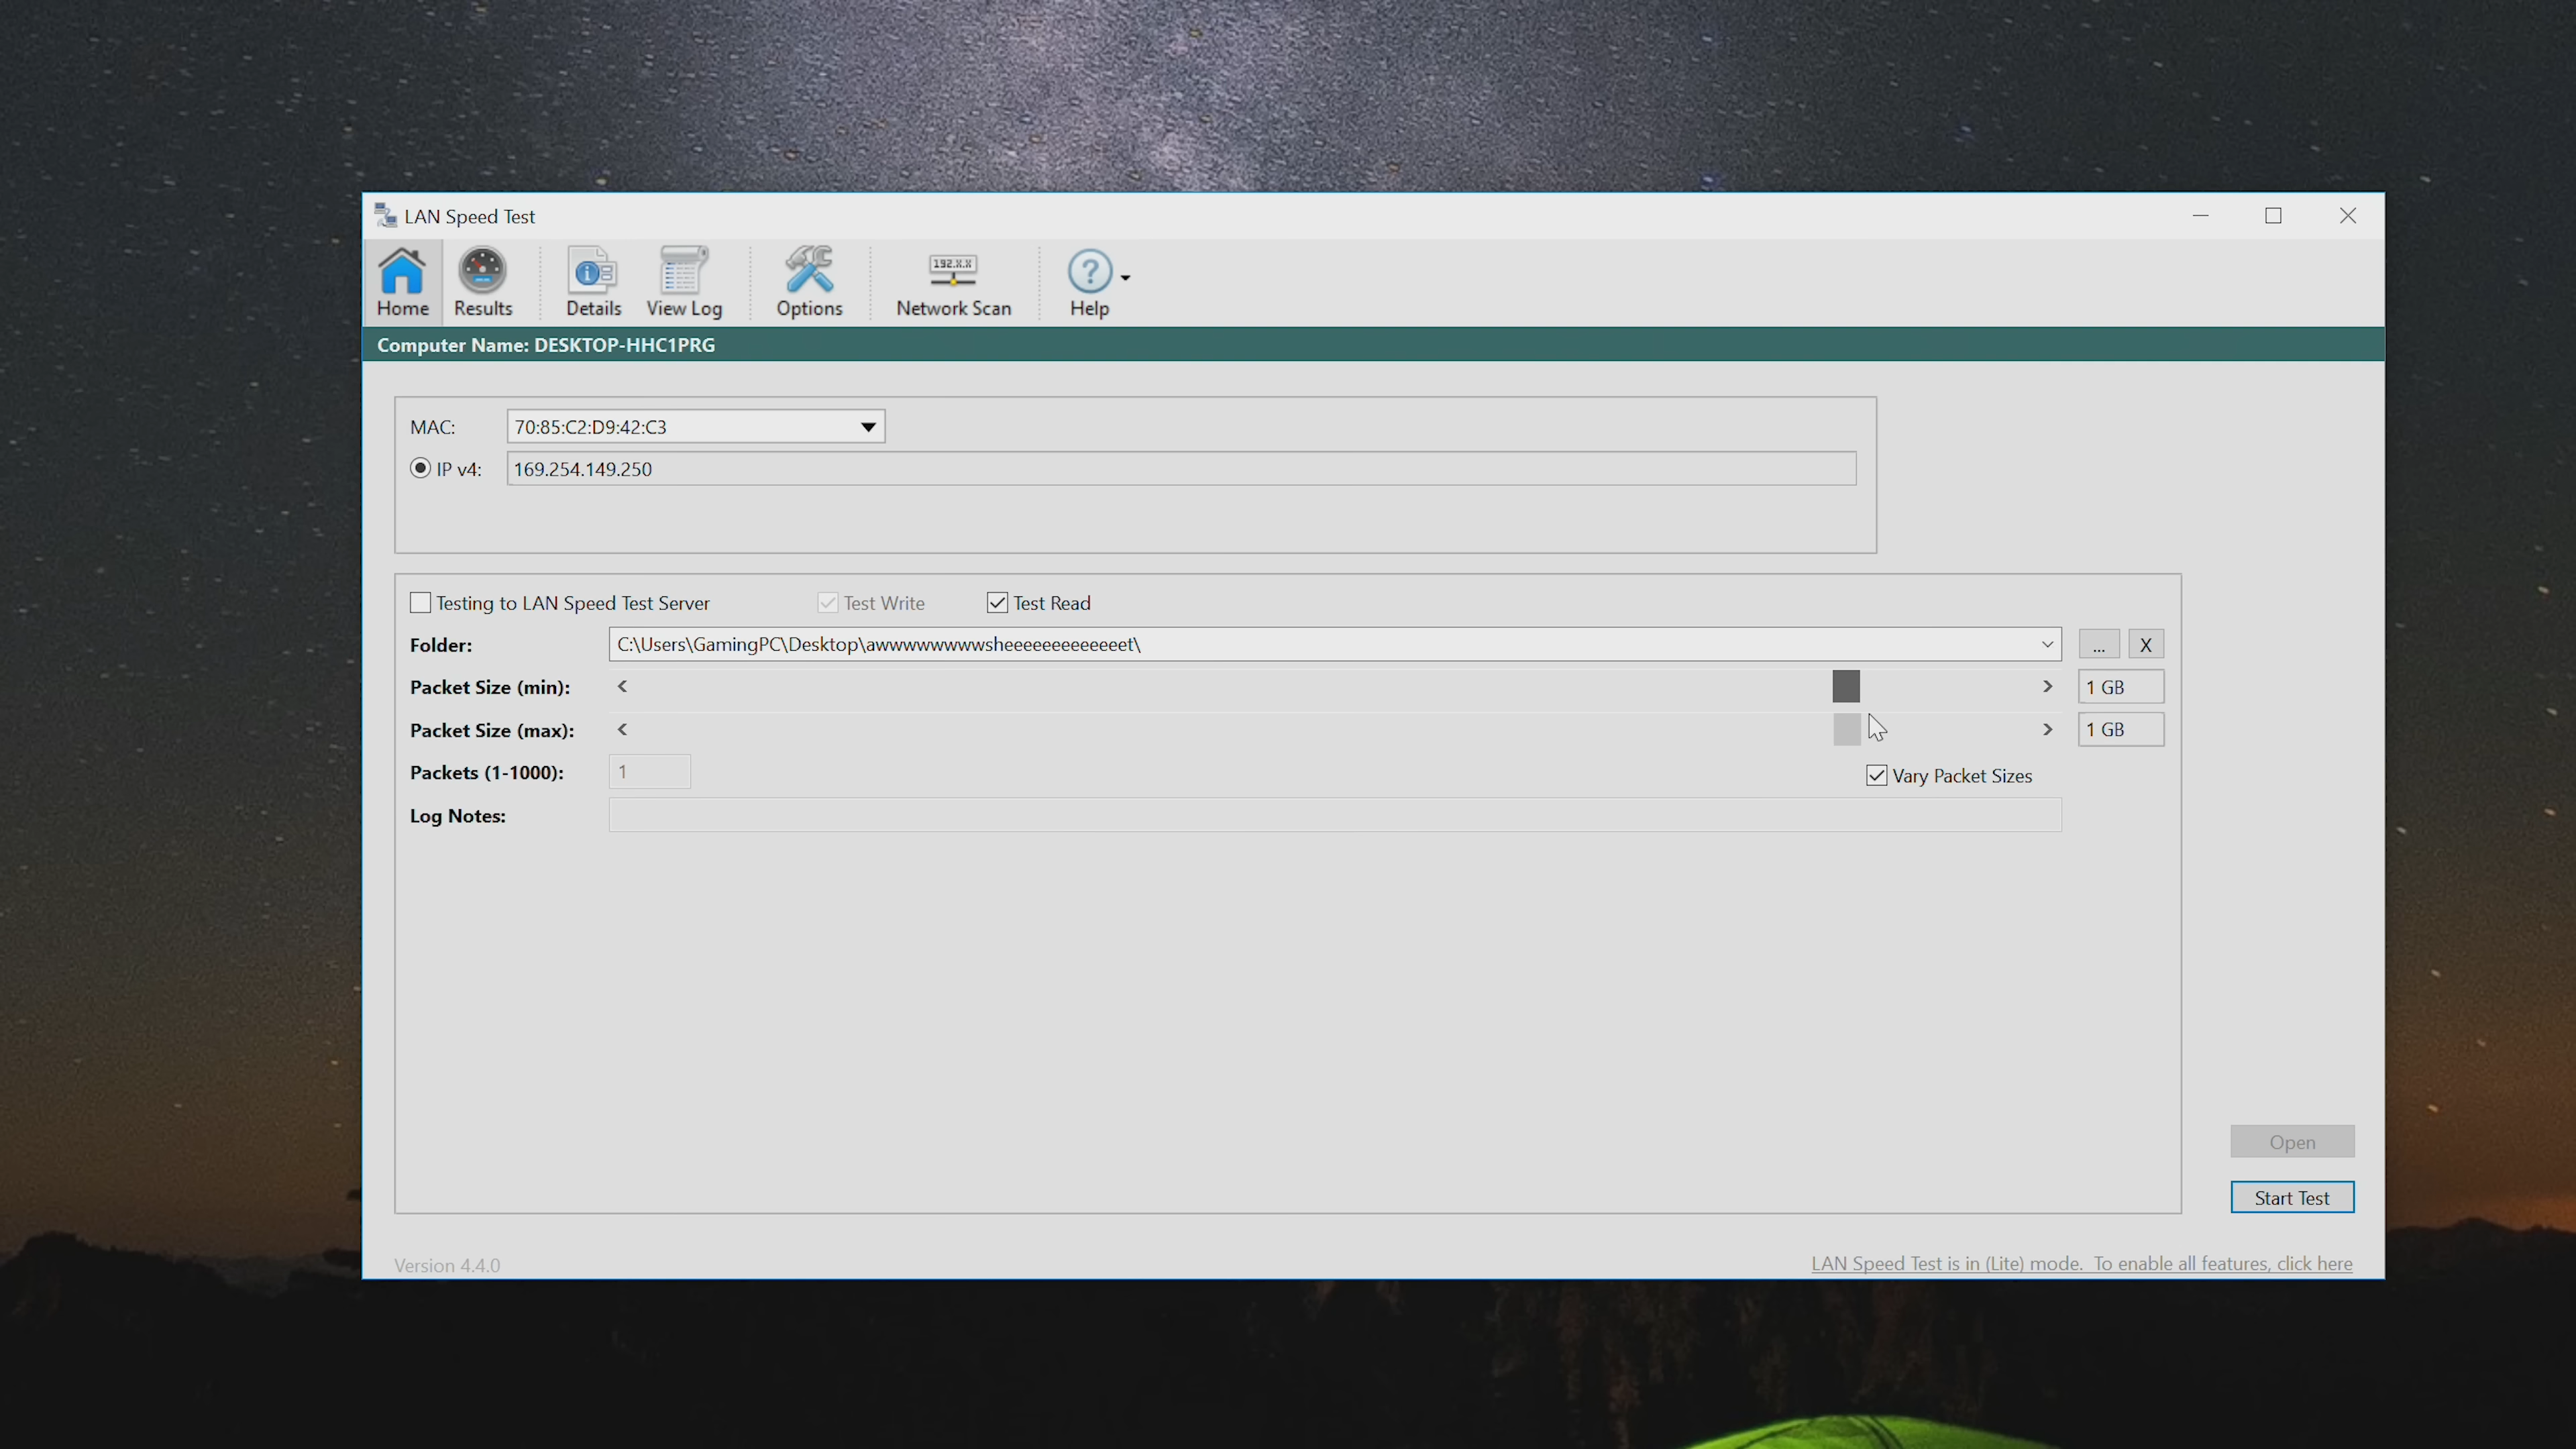 LAN Speed Test
Home Results Details View Log Options 192.X.X Network Scan ? Help
Computer Name: DESKTOP-HHC1PRG
MAC: 70:85:C2:D9:42:C3
IP v4: 169.254.149.250
Testing to LAN Speed Test Server Test Write Test Read
Folder: C:\Users\GamingPC\Desktop\awwwwwwwwsheeeeeeeeeeeet\ ... X
Packet Size (min): < > 1 GB
Packet Size (max): < > 1 GB
Packets (1-1000): 1 Vary Packet Sizes
Log Notes:
Open
Start Test
Version 4.4.0 LAN Speed Test is in (Lite) mode. To enable all features, click here